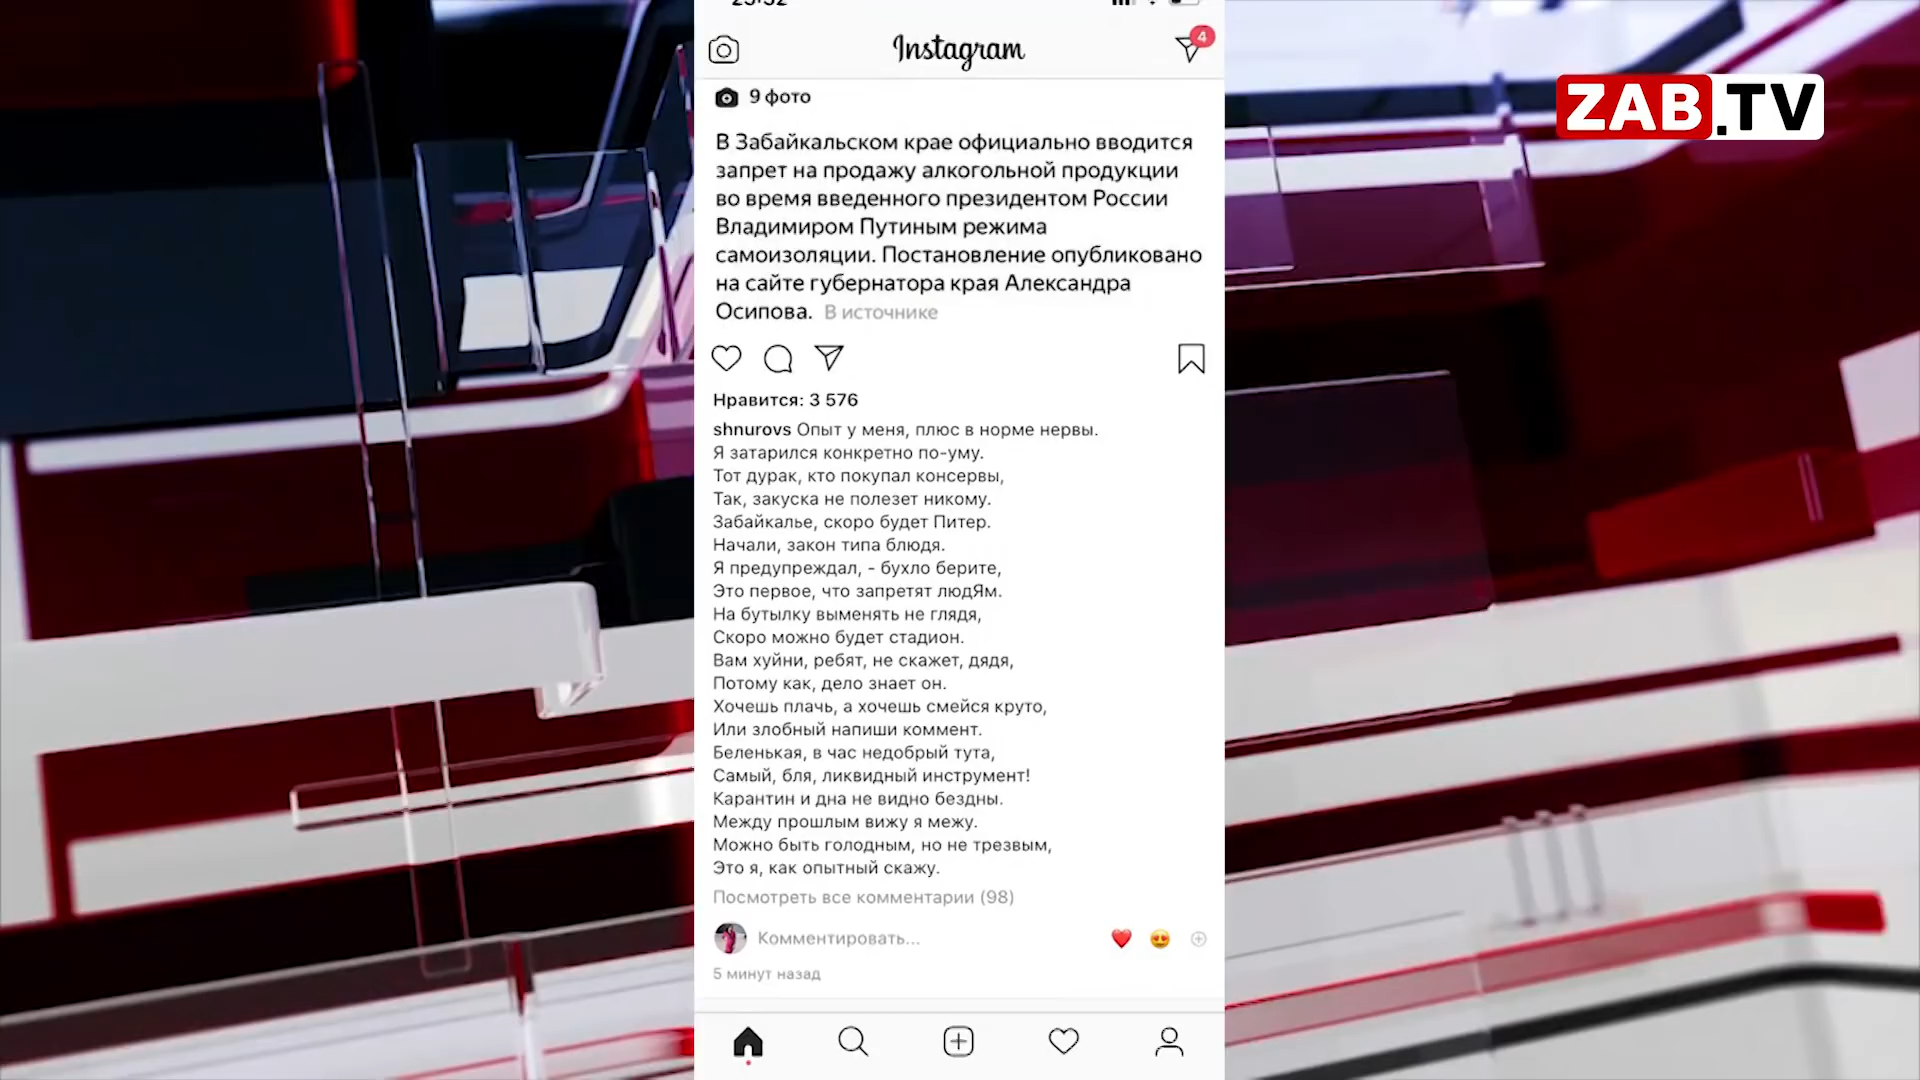 Instagram
4
ZAB.TV
9 фото
В Забайкальском крае официально вводится
запрет на продажу алкогольной продукции
во время введенного президентом России
Владимиром Путиным режима
самоизоляции. Постановление опубликовано
на сайте губернатора края Александра
Осипова. В источнике
Нравится: 3 576
shnurovs Опыт у меня, плюс в норме нервы.
Я затарился конкретно по-уму.
Тот дурак, кто покупал консервы,
Так, закуска не полезет никому.
Забайкалье, скоро будет Питер.
Начали, закон типа блюдя.
Я предупреждал, - бухло берите,
Это первое, что запретят людЯм.
На бутылку выменять не глядя,
Скоро можно будет стадион.
Вам хуйни, ребят, не скажет, дядя,
Потому как, дело знает он.
Хочешь плачь, а хочешь смейся круто,
Или злобный напиши коммент.
Беленькая, в час недобрый тута,
Самый, бля, ликвидный инструмент!
Карантин и дна не видно бездны.
Между прошлым вижу я межу.
Можно быть голодным, но не трезвым,
Это я, как опытный скажу.
Посмотреть все комментарии (98)
Комментировать...
5 минут назад